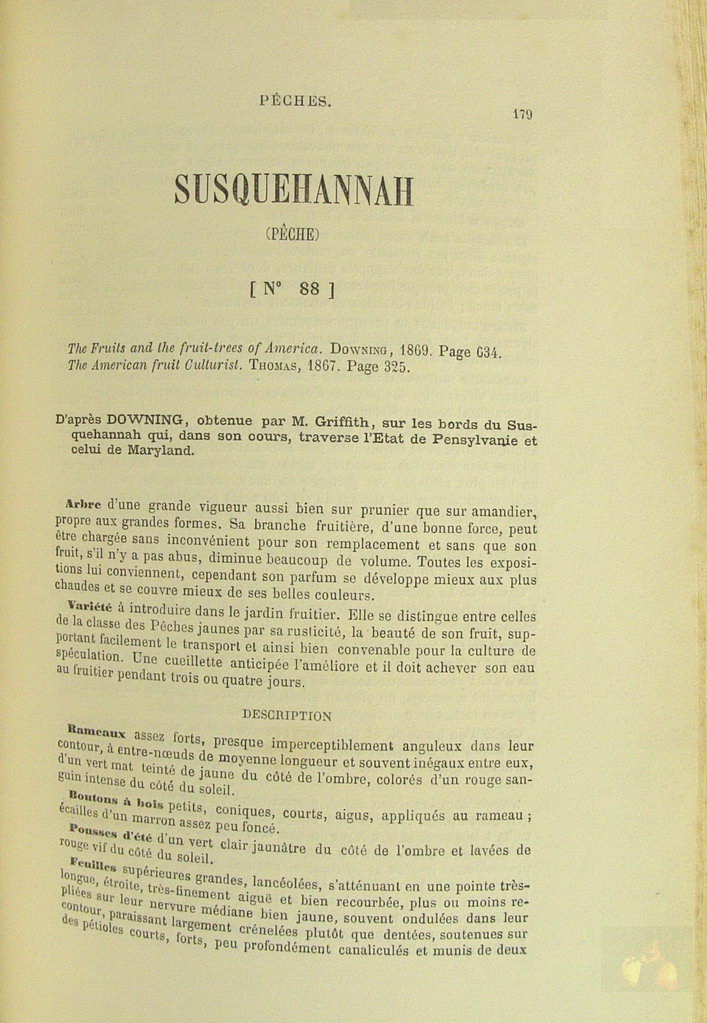 PÊCHES.
179
SUSQUEHANNAH
(PÊCHE)
[ N° 88 ]
The Fruits and the fruit-trees of America. DOWNING, 1869. Page 634.
The American fruit Culturist. THOMAS, 1867. Page 325.
D'après DOWNING, obtenue par M. Griffith, sur les bords du Sus-
quehannah qui, dans son cours, traverse l'Etat de Pensylvanie et
celui de Maryland.
Arbre d'une grande vigueur aussi bien sur prunier que sur amandier,
propre aux grandes formes. Sa branche fruitière, d'une bonne force, peut
être chargée sans inconvénient pour son remplacement et sans que son
fruit, s'il n'y a pas abus, diminue beaucoup de volume. Toutes les exposi-
tions lui conviennent, cependant son parfum se développe mieux aux plus
chaudes et se couvre mieux de ses belles couleurs.
Variété à introduire dans le jardin fruitier. Elle se distingue entre celles
de la classe des Pêches jaunes par sa rusticité, la beauté de son fruit, sup-
portant facilement le transport et ainsi bien convenable pour la culture de
spéculation. Une cueillette anticipée l'améliore et il doit achever son eau
au fruitier pendant trois ou quatre jours.
DESCRIPTION
Rameaux assez forts, presque imperceptiblement anguleux dans leur
contour, à entre-nœuds de moyenne longueur et souvent inégaux entre eux,
d'un vert mat teinté de jaune du côté de l'ombre, colorés d'un rouge san-
guin intense du côté du soleil.
Boutons à bois petits, coniques, courts, aigus, appliqués au rameau ;
écailles d'un marron assez peu foncé.
Pousses d'été d'un vert clair jaunâtre du côté de l'ombre et lavées de
rouge vif du côté du soleil.
Feuilles supérieures grandes, lancéolées, s'atténuant en une pointe très-
longue, étroite, très-finement aiguë et bien recourbée, plus ou moins re-
pliées sur leur nervure médiane bien jaune, souvent ondulées dans leur
contour, paraissant largement crénelées plutôt que dentées, soutenues sur
des pétioles courts, forts, peu profondément canaliculés et munis de deux